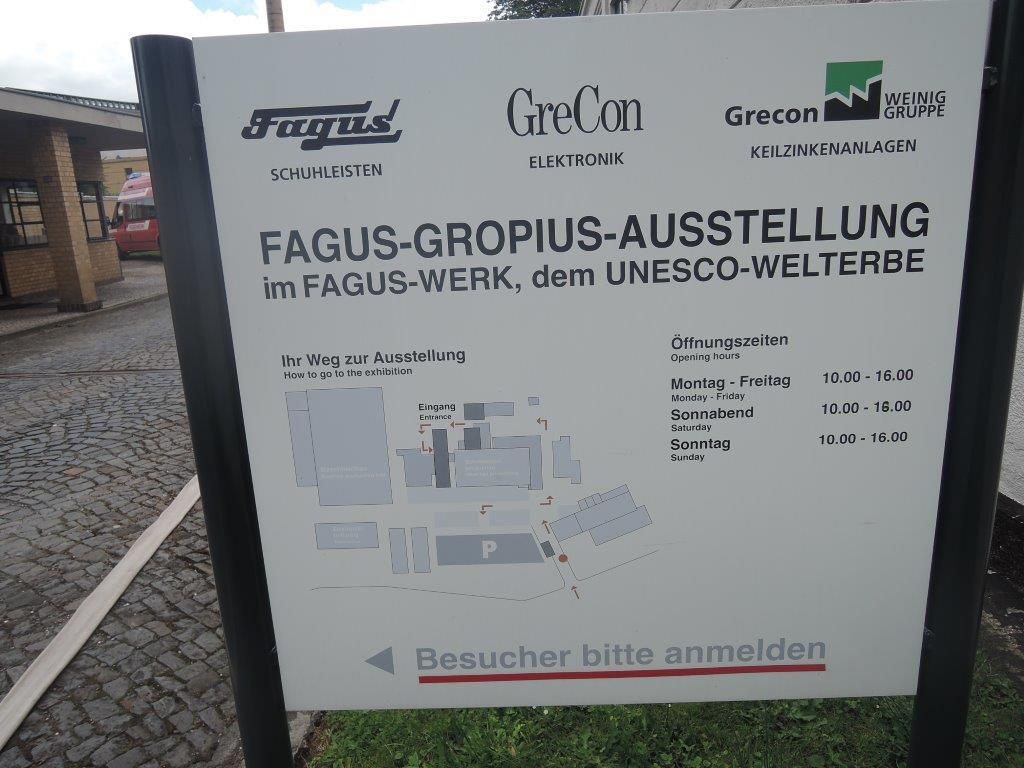 Fagus
SCHUHLEISTEN
GreCon
ELEKTRONIK
Grecon
WEINIG
GRUPPE
KEILZINKENANLAGEN
FAGUS-GROPIUS-AUSSTELLUNG
im FAGUS-WERK, dem UNESCO-WELTERBE
Ihr Weg zur Ausstellung
How to go to the exhibition
Eingang
Entrance
P
Öffnungszeiten
Opening hours
Montag - Freitag 10.00 - 16.00
Monday - Friday
Sonnabend 10.00 - 16.00
Saturday
Sonntag 10.00 - 16.00
Sunday
Besucher bitte anmelden